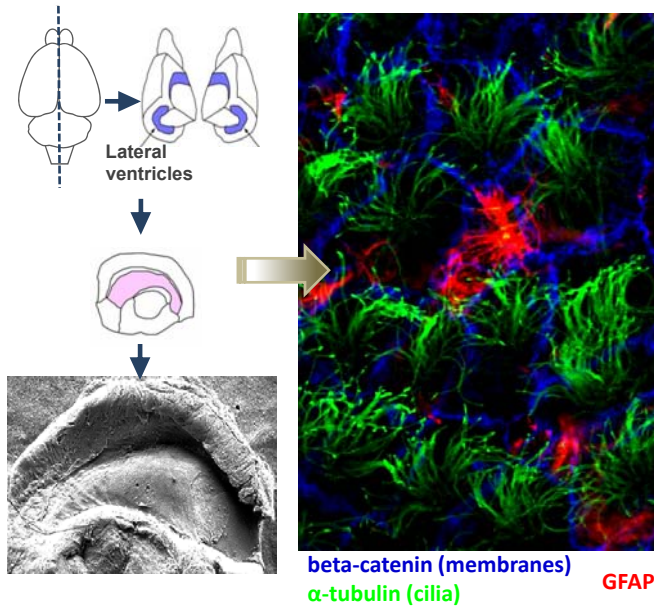 Lateral
ventricles
beta-catenin (membranes)
α-tubulin (cilia)
GFAP